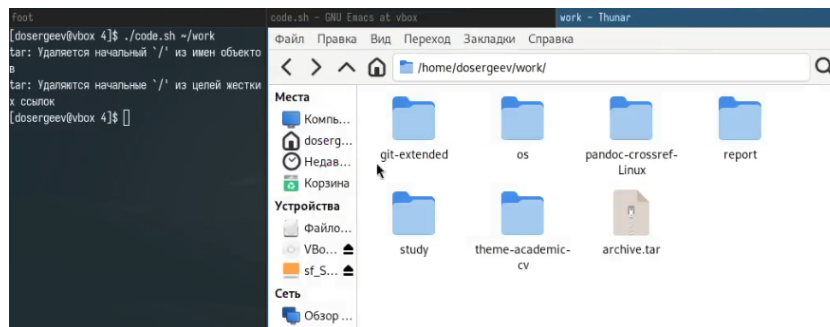 foot
code.sh - GNU Emacs at vbox
work - Thunar
[dosergeev@vbox 4]$ ./code.sh ~/work
tar: Удаляется начальный `/' из имен объекто
в
tar: Удаляются начальные `/' из целей жестки
х ссылок
[dosergeev@vbox 4]$
Файл Правка Вид Переход Закладки Справка
/home/dosergeev/work/
Места
Компь...
doserg...
Недав...
Корзина
Устройства
Файло...
VBo...
sf_S...
Сеть
Обзор ...
git-extended
os
pandoc-crossref-
Linux
report
study
theme-academic-
cv
archive.tar